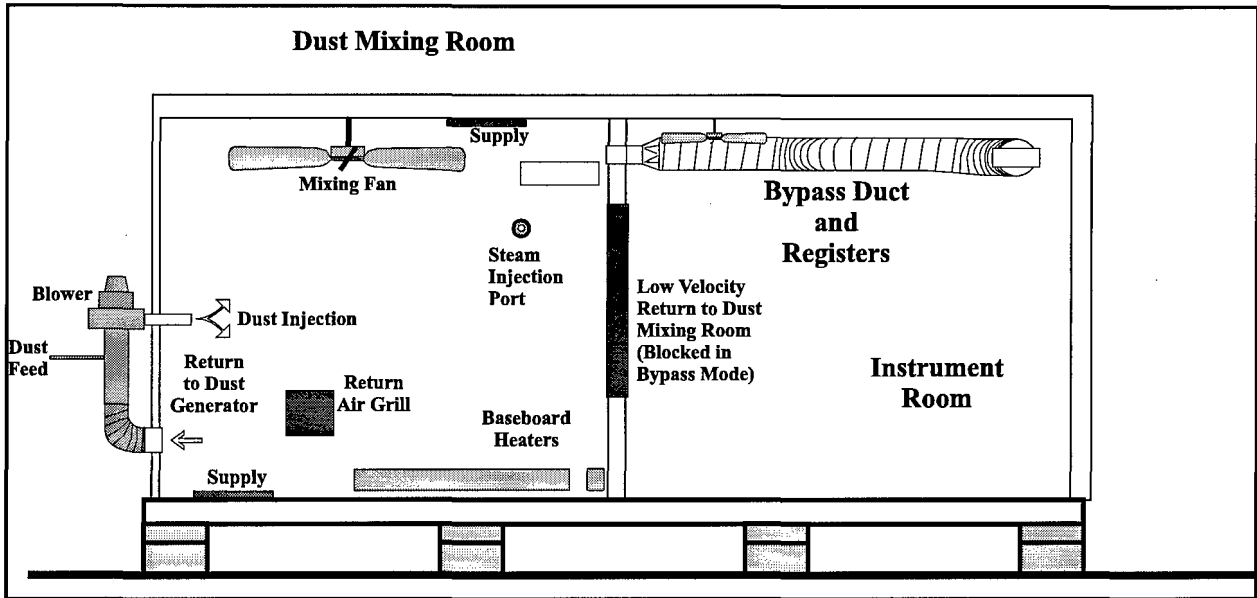 Dust Mixing Room
Supply
Mixing Fan
Bypass Duct
and
Registers
Steam
Injection
Port
Low Velocity
Return to Dust
Mixing Room
(Blocked in
Bypass Mode)
Blower
Dust Injection
Dust
Feed
Return
to Dust
Generator
Return
Air Grill
Instrument
Room
Baseboard
Heaters
Supply